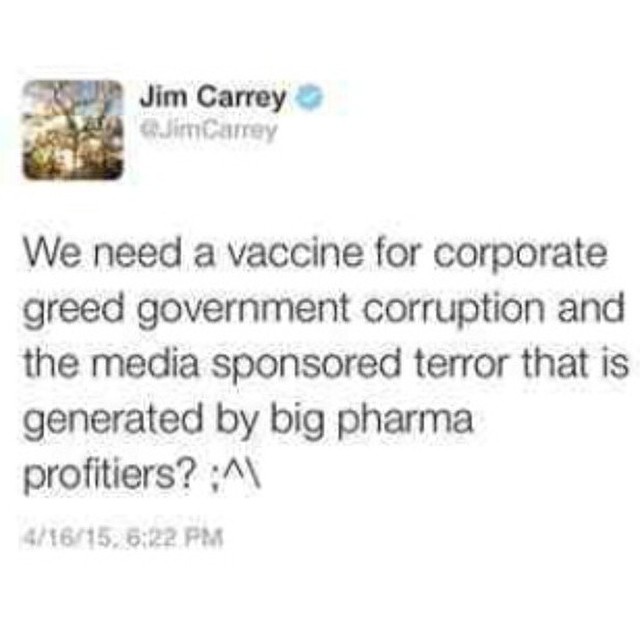 Jim Carrey
@JimCarrey
We need a vaccine for corporate
greed government corruption and
the media sponsored terror that is
generated by big pharma
profitiers? ;^\
4/16/15, 6:22 PM